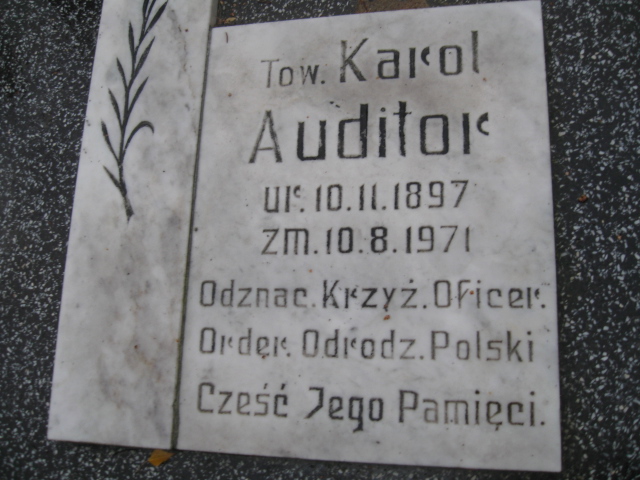 Tow. Karol
Auditor
ur. 10.11.1897
zm. 10.8.1971
Odznac. Krzyż. Oficer.
Order. Odrodz. Polski
Cześć Jego Pamięci.